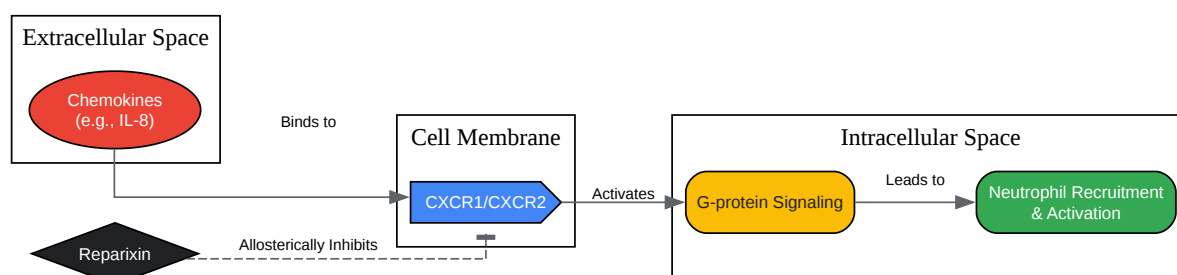 Extracellular Space
Chemokines
(e.g., IL-8)
Binds to
Cell Membrane
CXCR1/CXCR2
Activates
Intracellular Space
G-protein Signaling
Leads to
Neutrophil Recruitment
& Activation
Reparixin
Allosterically Inhibits